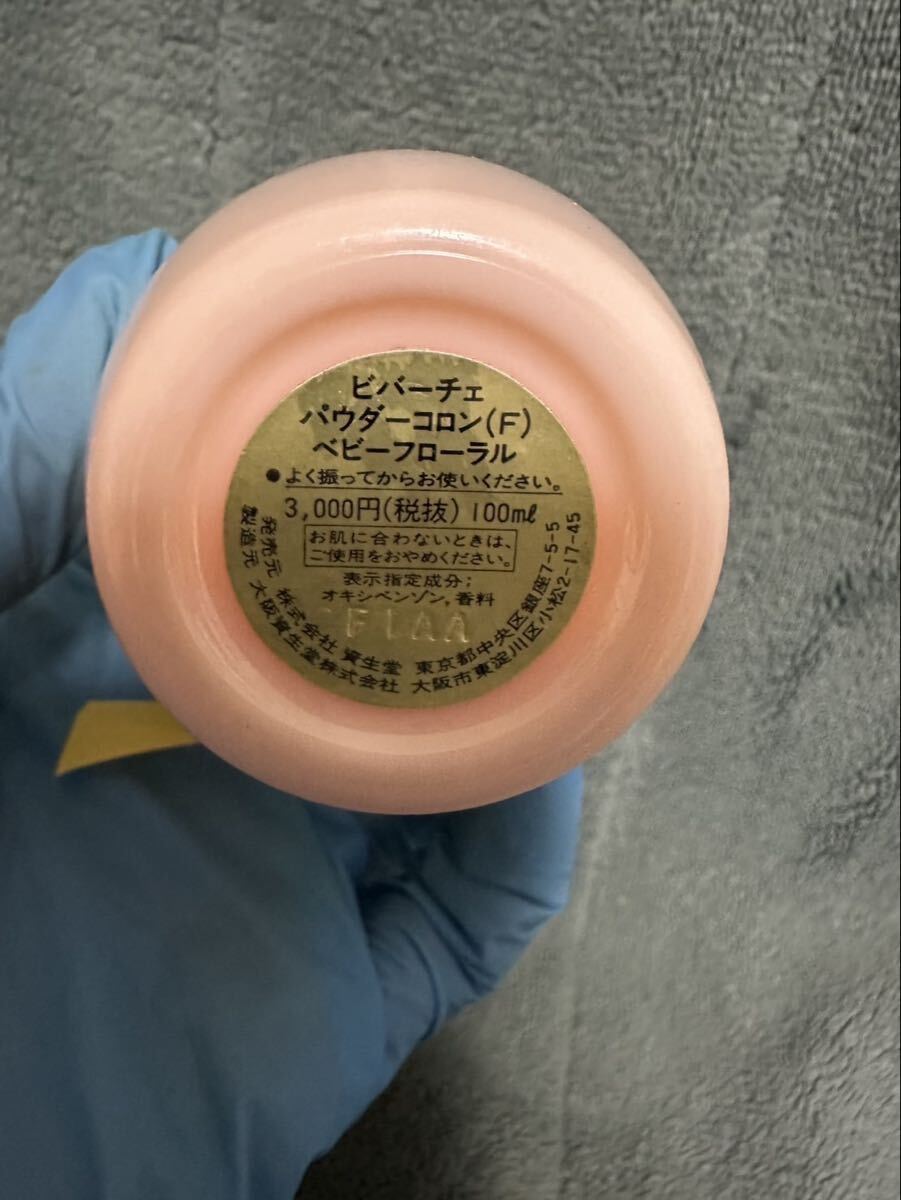 ビバーチェ
パウダーコロン(F)
ベビーフローラル
●よく振ってからお使いください。
3,000円(税抜) 100ml
お肌に合わないときは、
ご使用をおやめください。
表示指定成分;
オキシベンゾン,香料
F1AA
発売元 株式会社 資生堂 東京都中央区銀座7-5-5
製造元 大阪資生堂株式会社 大阪市東淀川区小松2-17-45